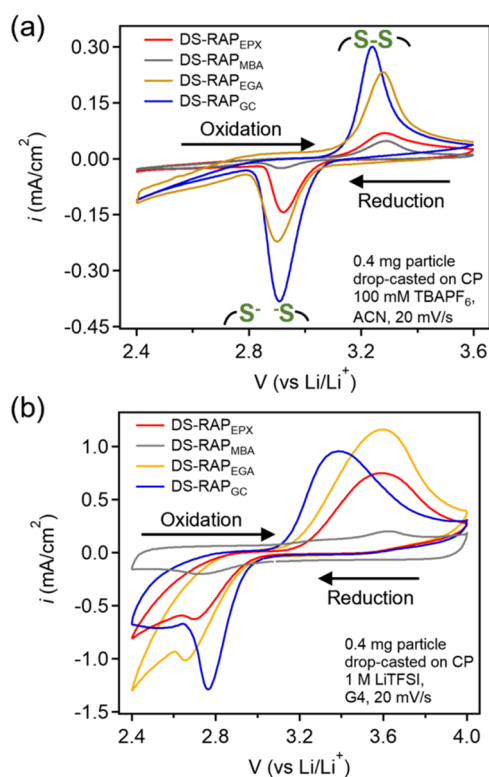 (a)
S-S
DS-RAPEPX
DS-RAPMBA
DS-RAPEGA
DS-RAPGC
Oxidation
Reduction
0.4 mg particle
drop-casted on CP
100 mM TBAPF6,
ACN, 20 mV/s
S- -S
0.30
0.15
0.00
-0.15
-0.30
-0.45
i (mA/cm2)
2.4 2.8 3.2 3.6
V (vs Li/Li+)
(b)
DS-RAPEPX
DS-RAPMBA
DS-RAPEGA
DS-RAPGC
Oxidation
Reduction
0.4 mg particle
drop-casted on CP
1 M LiTFSI,
G4, 20 mV/s
1.0
0.5
0.0
-0.5
-1.0
-1.5
i (mA/cm2)
2.4 2.8 3.2 3.6 4.0
V (vs Li/Li+)